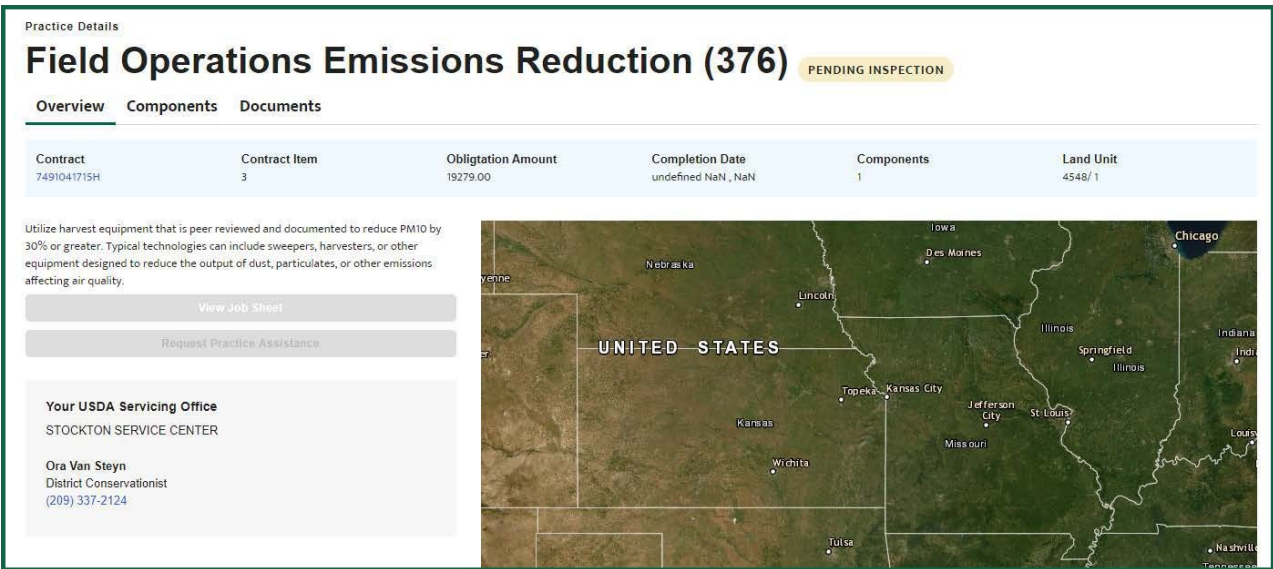 Practice Details
Field Operations Emissions Reduction (376) PENDING INSPECTION
Overview Components Documents
Contract Contract Item Obligtation Amount Completion Date Components Land Unit
7491041715H 3 19279.00 undefined NaN , NaN 1 4548/ 1
Utilize harvest equipment that is peer reviewed and documented to reduce PM10 by
30% or greater. Typical technologies can include sweepers, harvesters, or other
equipment designed to reduce the output of dust, particulates, or other emissions
affecting air quality.
View Job Sheet
Request Practice Assistance
Your USDA Servicing Office
STOCKTON SERVICE CENTER
Ora Van Steyn
District Conservationist
(209) 337-2124
Iowa
Chicago
Des Moines
Nebraska
yenne
Lincoln
Illinois
Indiana
UNITED STATES
Springfield
Indi
Illinois
Topeka
Kansas City
Jefferson
City
St Louis
Kansas
Louis
Missouri
Wichita
Tulsa
Nashville
Tennessee